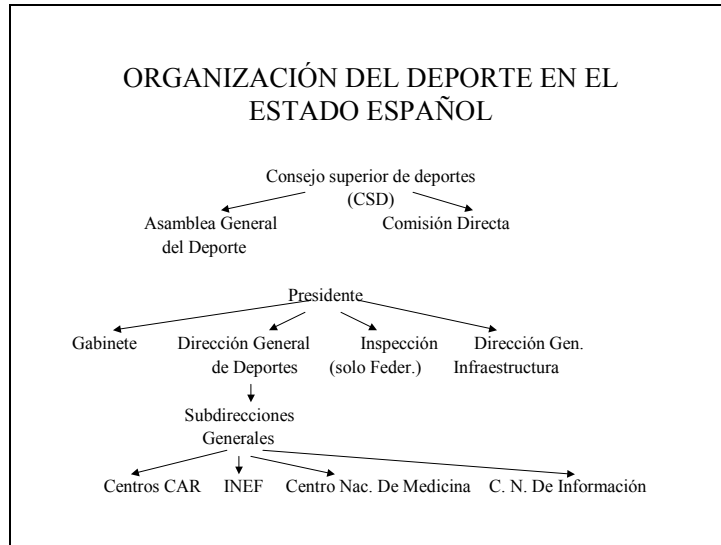 ORGANIZACIÓN DEL DEPORTE EN EL
ESTADO ESPAÑOL
Consejo superior de deportes
(CSD)
Asamblea General
del Deporte
Comisión Directa
Presidente
Gabinete
Dirección General
de Deportes
Inspección
(solo Feder.)
Dirección Gen.
Infraestructura
Subdirecciones
Generales
Centros CAR
INEF
Centro Nac. De Medicina
C. N. De Información